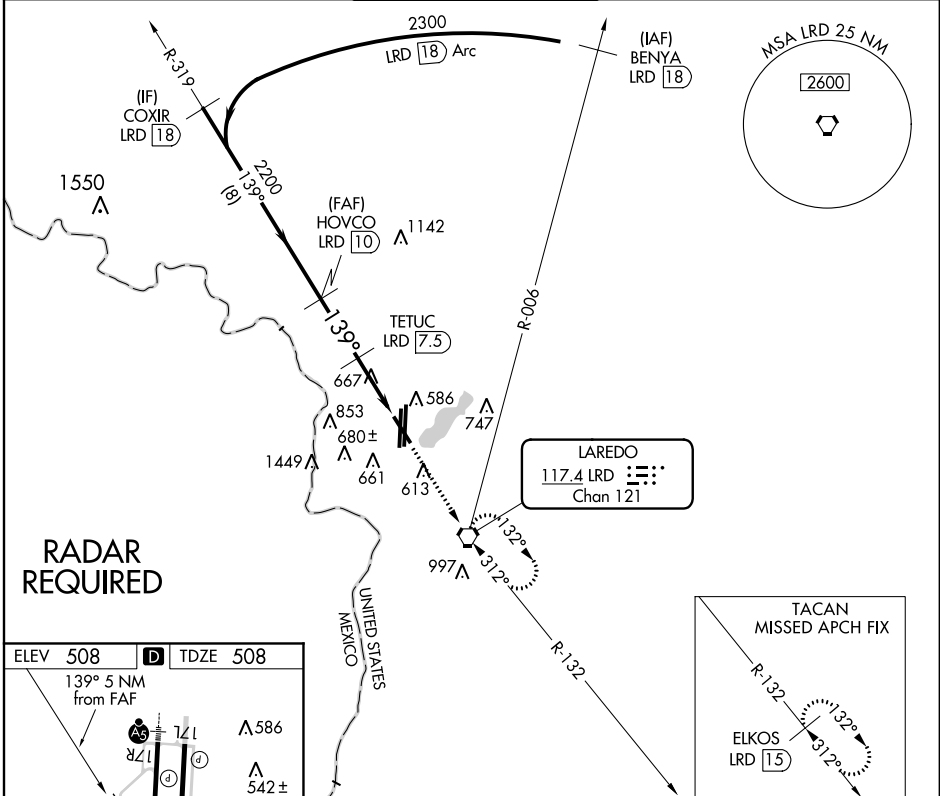 2300
LRD 18 Arc
(IAF)
BENYA
LRD 18
MSA LRD 25 NM
2600
R-319
(IF)
COXIR
LRD 18
2200
139°
(8)
1550
(FAF)
HOVCO
LRD 10
1142
R-006
139°
TETUC
LRD 7.5
667
586
747
853
680±
1449
661
613
LAREDO
117.4 LRD
Chan 121
132°
312°
997
RADAR
REQUIRED
UNITED STATES
MEXICO
R-132
TACAN
MISSED APCH FIX
R-132
132°
312°
ELKOS
LRD 15
ELEV 508 D TDZE 508
139° 5 NM
from FAF
A5
17R
17L
P
P
586
542±